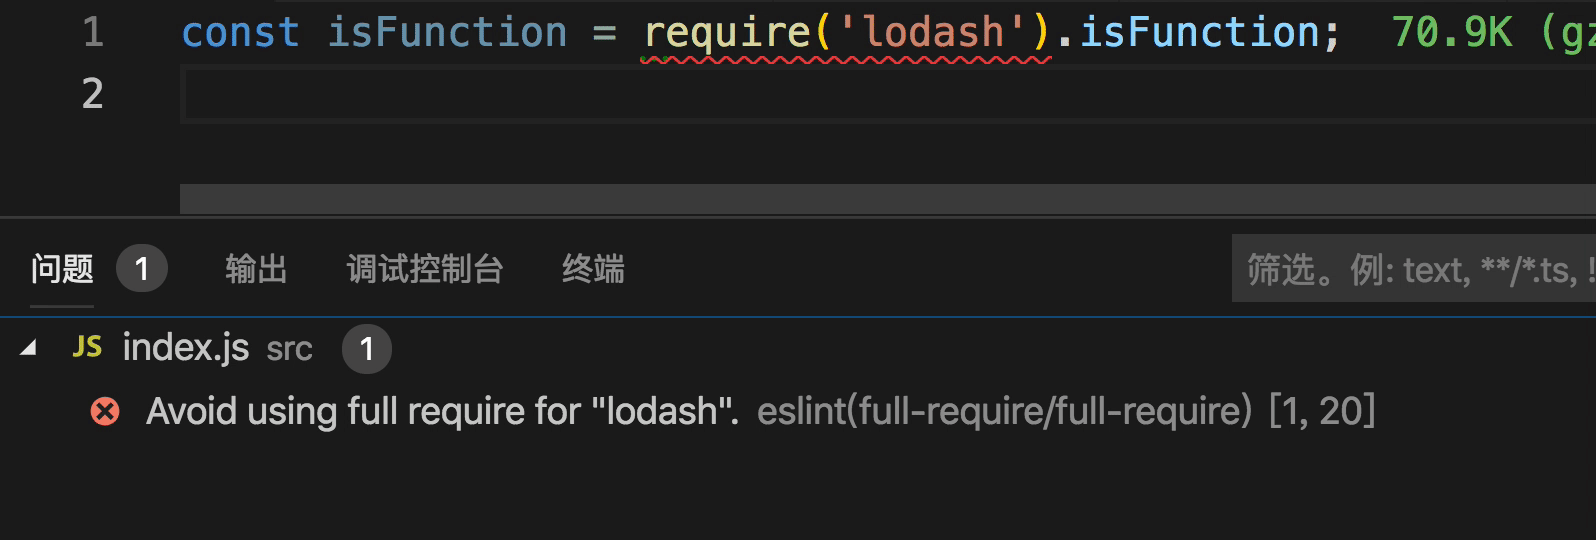 1 const isFunction = require('lodash').isFunction; 70.9K (gz
2
问题 1 输出 调试控制台 终端 筛选。例: text, **/*.ts, !
JS index.js src 1
Avoid using full require for "lodash". eslint(full-require/full-require) [1, 20]